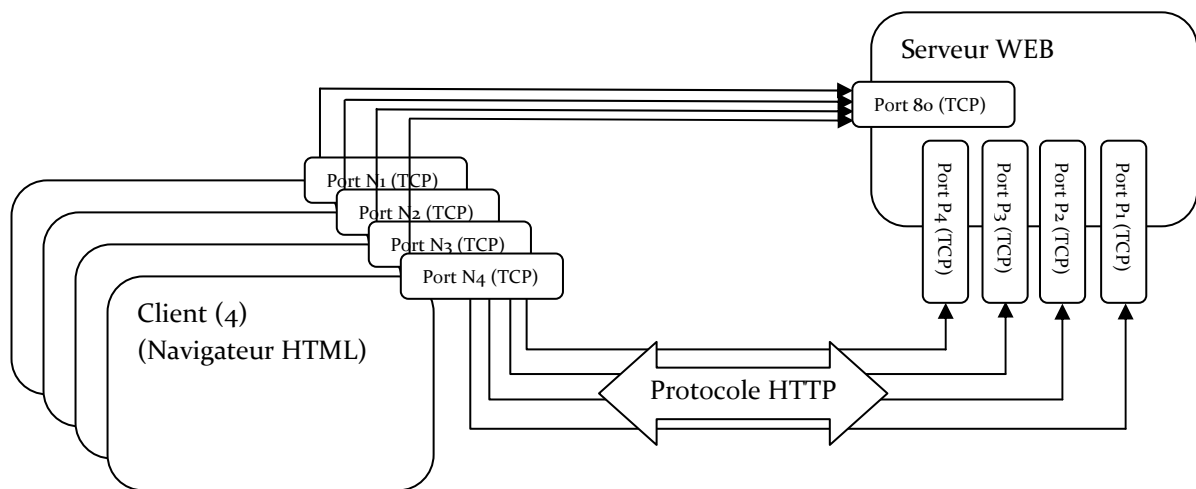 Serveur WEB
Port 80 (TCP)
Port N1 (TCP)
Port N2 (TCP)
Port N3 (TCP)
Port N4 (TCP)
Port P4 (TCP)
Port P3 (TCP)
Port P2 (TCP)
Port P1 (TCP)
Client (4)
(Navigateur HTML)
Protocole HTTP